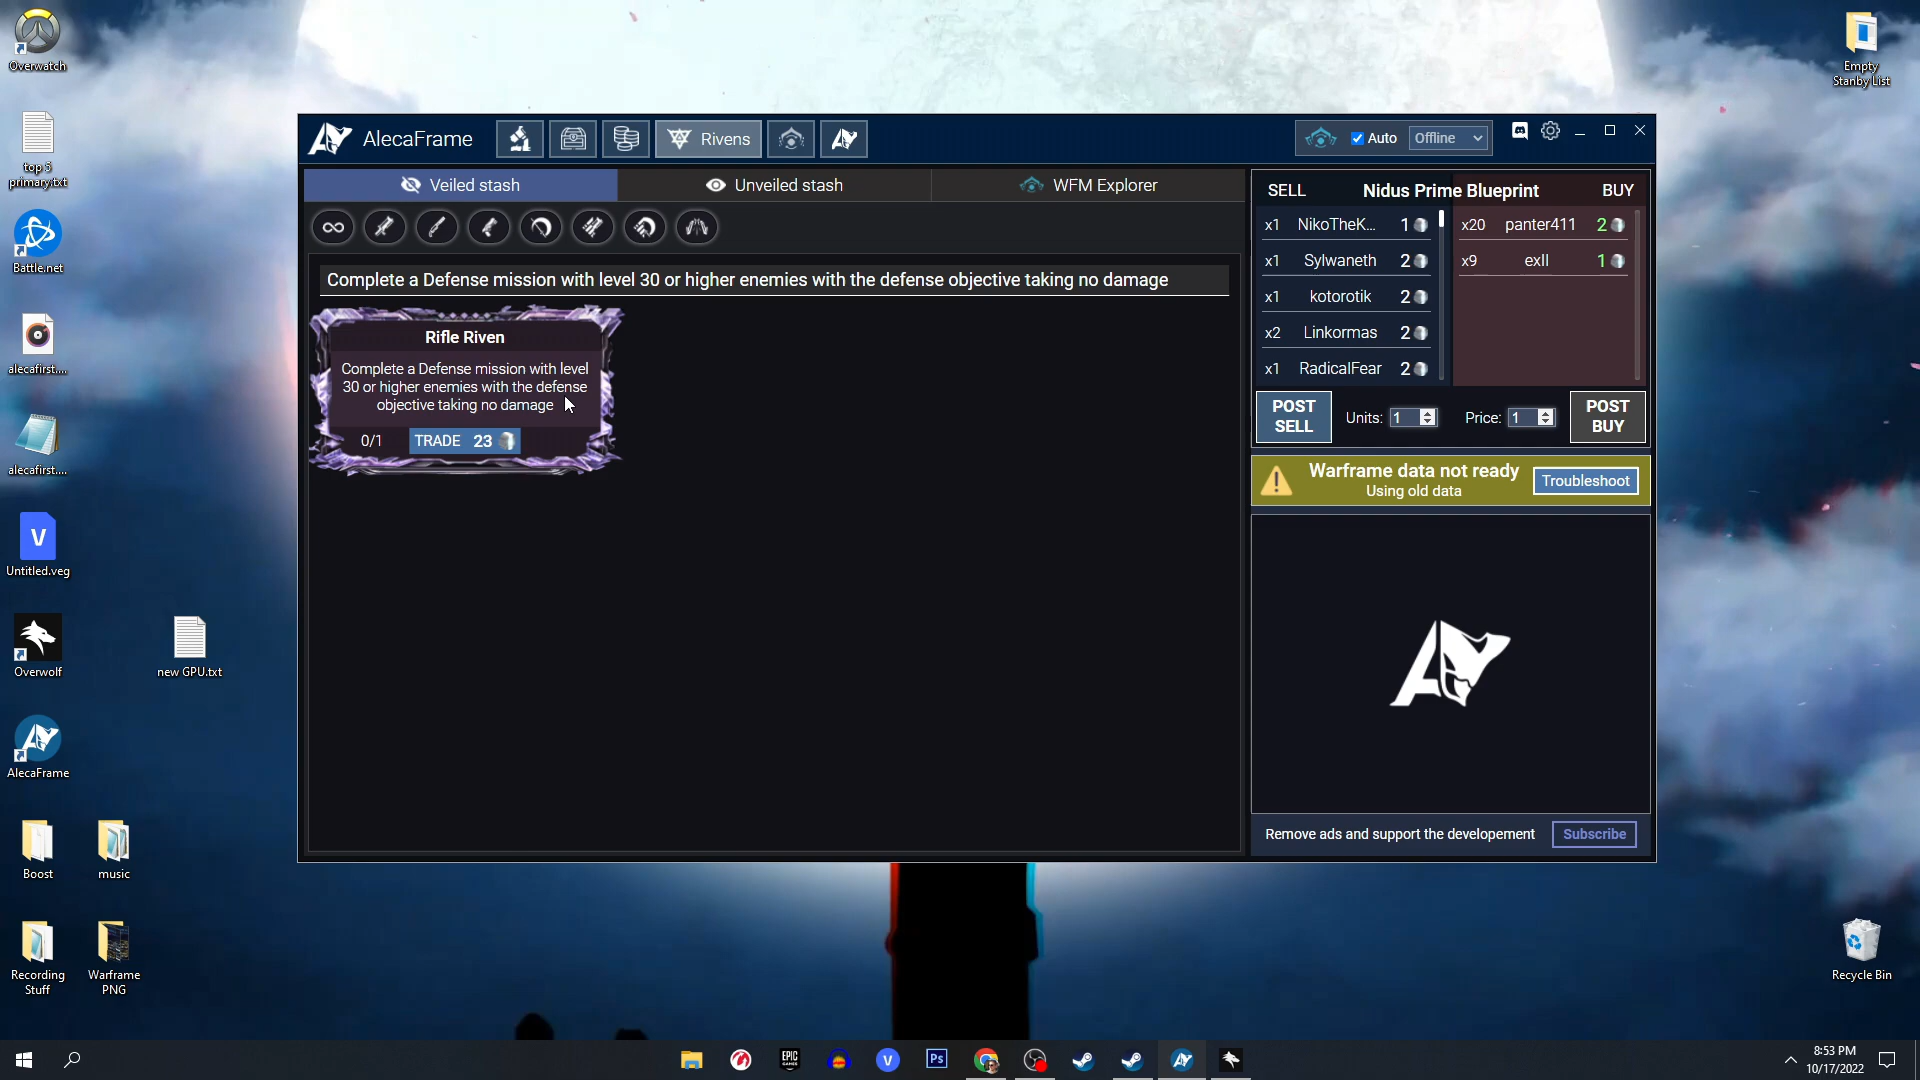 Overwatch
top 5
primary.txt
Battle.net
alecafirst....
alecafirst....
V
Untitled.veg
Overwolf
new GPU.txt
AlecaFrame
Boost
music
Recording
Stuff
Warframe
PNG
Empty
Stanby List
Recycle Bin
AlecaFrame
Rivens
Auto
Offline
Veiled stash
Unveiled stash
WFM Explorer
Complete a Defense mission with level 30 or higher enemies with the defense objective taking no damage
Rifle Riven
Complete a Defense mission with level
30 or higher enemies with the defense
objective taking no damage
0/1
TRADE 23
SELL Nidus Prime Blueprint BUY
x1 NikoTheK... 1
x1 Sylwaneth 2
x1 kotorotik 2
x2 Linkormas 2
x1 RadicalFear 2
x20 panter411 2
x9 exll 1
POST
SELL
Units: 1
Price: 1
POST
BUY
Warframe data not ready
Using old data
Troubleshoot
Remove ads and support the developement
Subscribe
EPIC
GAMES
V
Ps
8:53 PM
10/17/2022